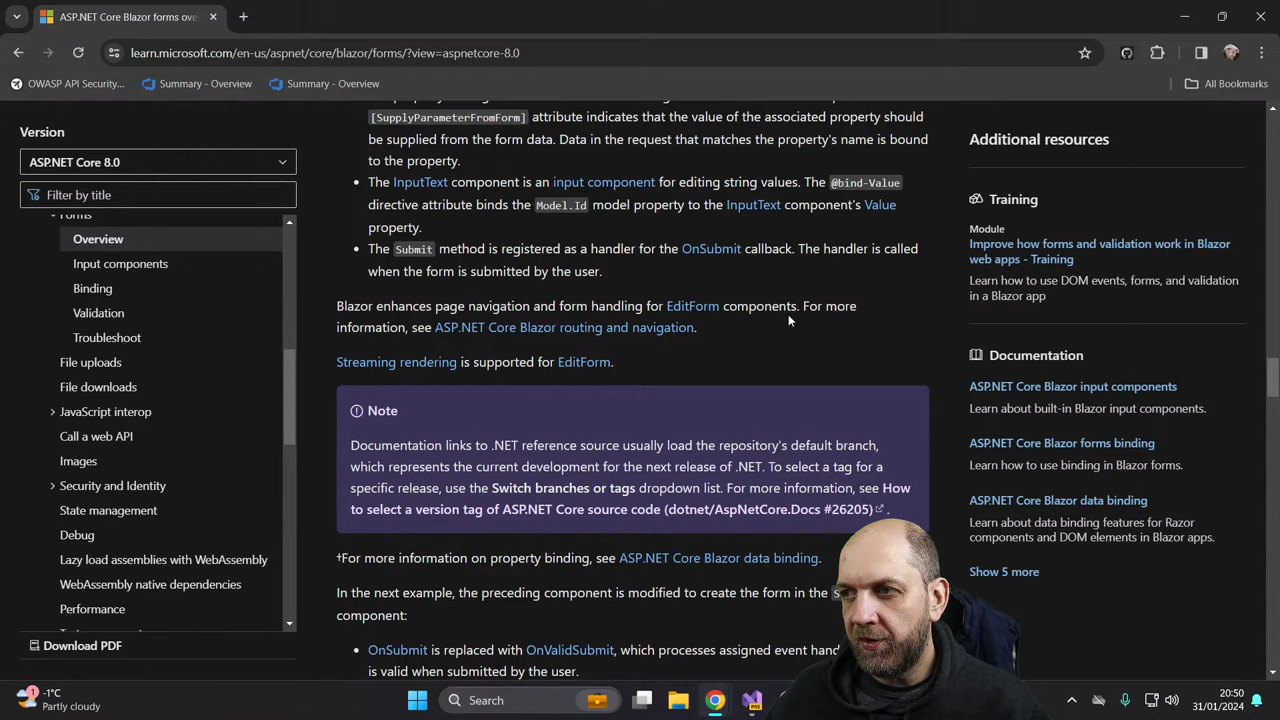 ASP.NET Core Blazor forms ove
learn.microsoft.com/en-us/aspnet/core/blazor/forms/?view=aspnetcore-8.0
OWASP API Security...
Summary - Overview
Summary - Overview
All Bookmarks
Version
ASP.NET Core 8.0
Filter by title
Forms
Overview
Input components
Binding
Validation
Troubleshoot
File uploads
File downloads
JavaScript interop
Call a web API
Images
Security and Identity
State management
Debug
Lazy load assemblies with WebAssembly
WebAssembly native dependencies
Performance
Download PDF
[SupplyParameterFromForm] attribute indicates that the value of the associated property should
be supplied from the form data. Data in the request that matches the property's name is bound
to the property.
• The InputText component is an input component for editing string values. The @bind-Value
directive attribute binds the Model.Id model property to the InputText component's Value
property.
• The Submit method is registered as a handler for the OnSubmit callback. The handler is called
when the form is submitted by the user.
Blazor enhances page navigation and form handling for EditForm components. For more
information, see ASP.NET Core Blazor routing and navigation.
Streaming rendering is supported for EditForm.
Note
Documentation links to .NET reference source usually load the repository's default branch,
which represents the current development for the next release of .NET. To select a tag for a
specific release, use the Switch branches or tags dropdown list. For more information, see How
to select a version tag of ASP.NET Core source code (dotnet/AspNetCore.Docs #26205) .
†For more information on property binding, see ASP.NET Core Blazor data binding.
In the next example, the preceding component is modified to create the form in the
component:
• OnSubmit is replaced with OnValidSubmit, which processes assigned event hand
is valid when submitted by the user.
Additional resources
Training
Module
Improve how forms and validation work in Blazor
web apps - Training
Learn how to use DOM events, forms, and validation
in a Blazor app
Documentation
ASP.NET Core Blazor input components
Learn about built-in Blazor input components.
ASP.NET Core Blazor forms binding
Learn how to use binding in Blazor forms.
ASP.NET Core Blazor data binding
Learn about data binding features for Razor
components and DOM elements in Blazor apps.
Show 5 more
1
-1°C
Partly cloudy
Search
PRE
20:50
31/01/2024